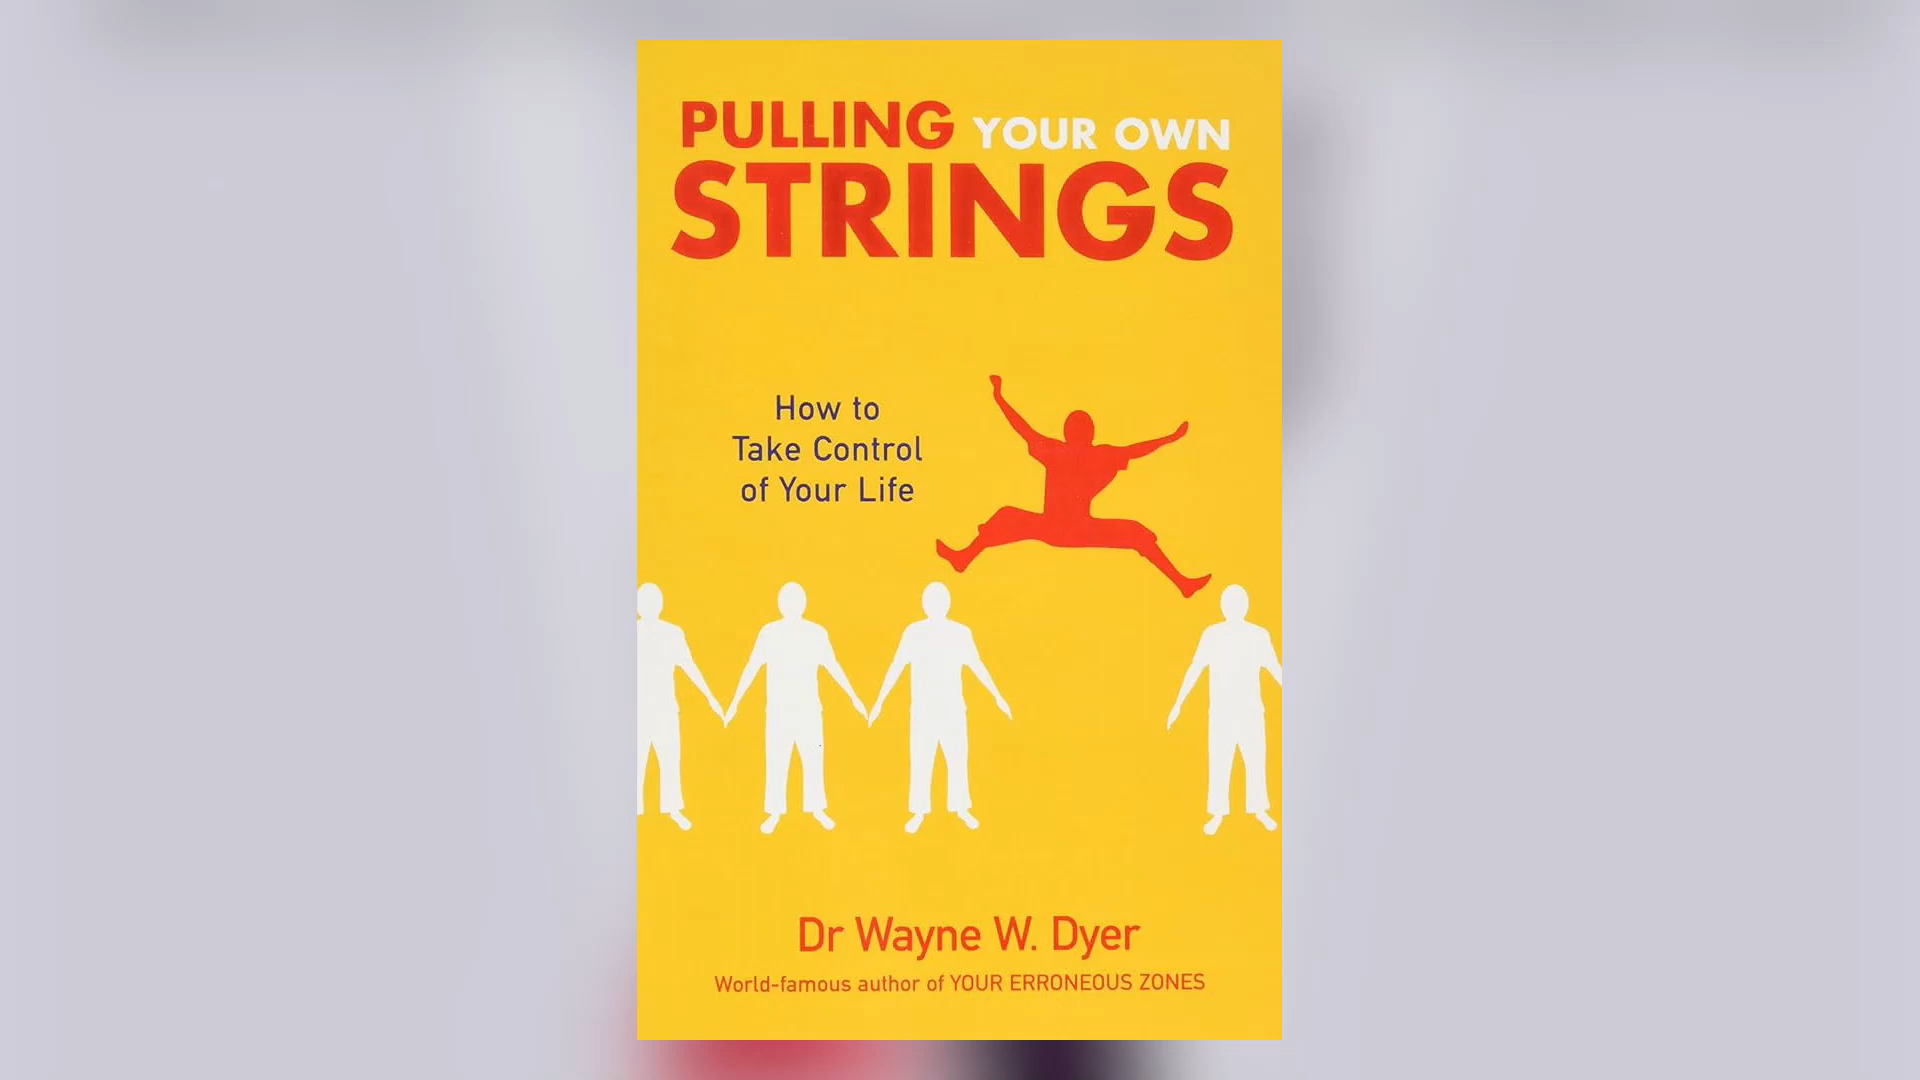 PULLING YOUR OWN
STRINGS
How to
Take Control
of Your Life
Dr Wayne W. Dyer
World-famous author of YOUR ERRONEOUS ZONES